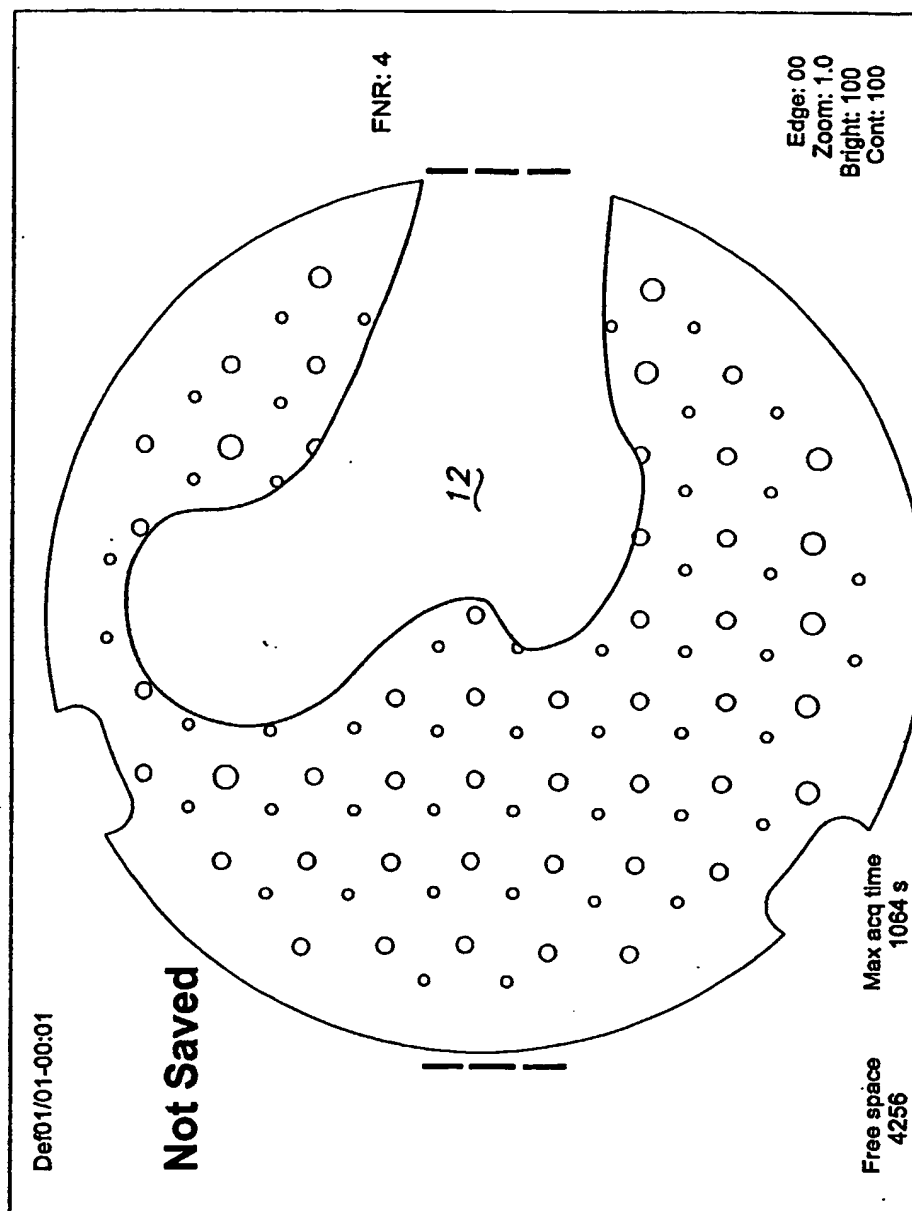 Def01/01-00:01
Not Saved
FNR: 4
12
Free space
4256
Max acq time
1064 s
Edge: 00
Zoom: 1.0
Bright: 100
Cont: 100